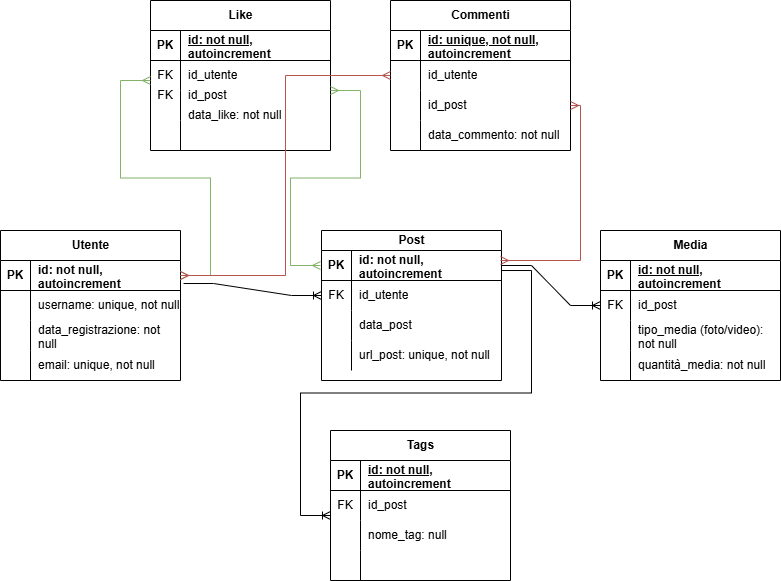 Like
PK
id: not null,
autoincrement
FK
id_utente
FK
id_post
data_like: not null
Commenti
PK
id: unique, not null,
autoincrement
id_utente
id_post
data_commento: not null
Utente
PK
id: not null,
autoincrement
username: unique, not null
data_registrazione: not
null
email: unique, not null
Post
PK
id: not null,
autoincrement
FK
id_utente
data_post
url_post: unique, not null
Media
PK
id: not null,
autoincrement
FK
id_post
tipo_media (foto/video):
not null
quantità_media: not null
Tags
PK
id: not null,
autoincrement
FK
id_post
nome_tag: null